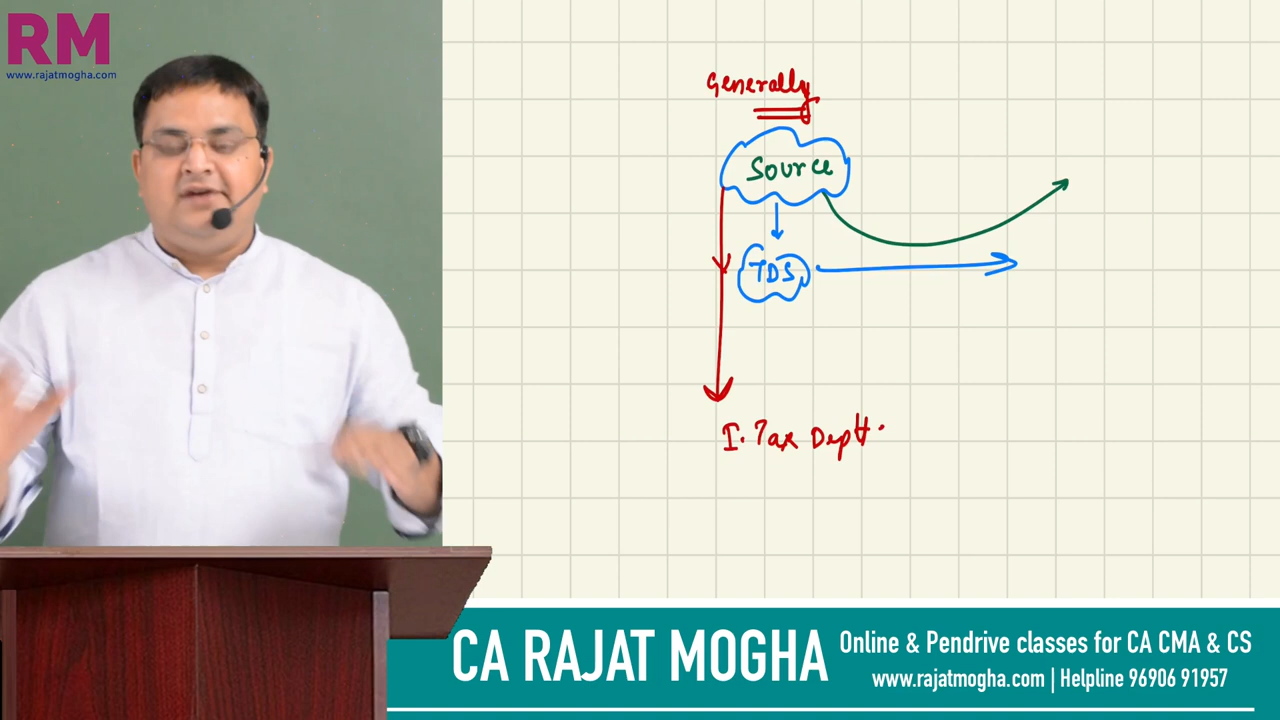 RM
www.rajatmogha.com
Generally
Source
TDS
I. Tax Deptt.
CA RAJAT MOGHA
Online & Pendrive classes for CA CMA & CS
www.rajatmogha.com | Helpline 96906 91957